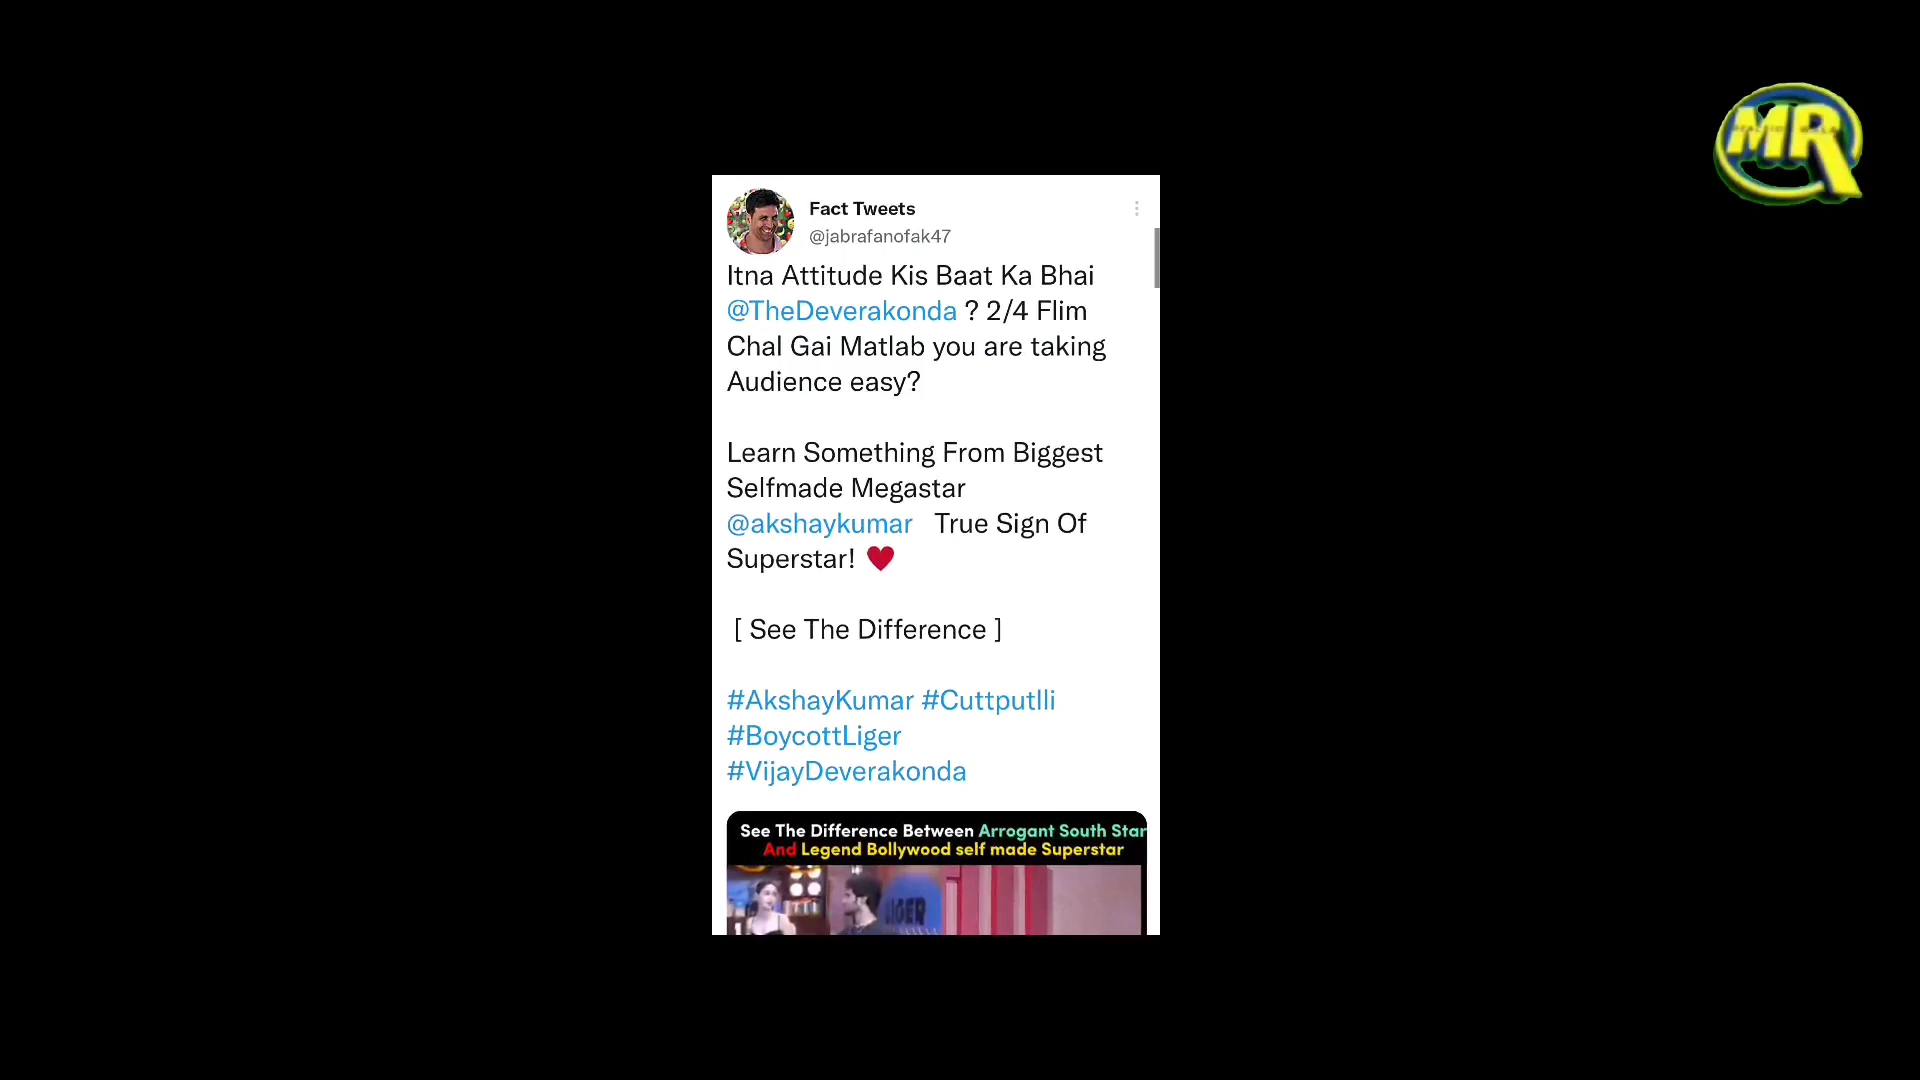 MR
Fact Tweets
@jabrafanofak47
Itna Attitude Kis Baat Ka Bhai
@TheDeverakonda ? 2/4 Flim
Chal Gai Matlab you are taking
Audience easy?
Learn Something From Biggest
Selfmade Megastar
@akshaykumar True Sign Of
Superstar! ❤
[ See The Difference ]
#AkshayKumar #Cuttputlli
#BoycottLiger
#VijayDeverakonda
See The Difference Between Arrogant South Star
And Legend Bollywood self made Superstar
LIGER